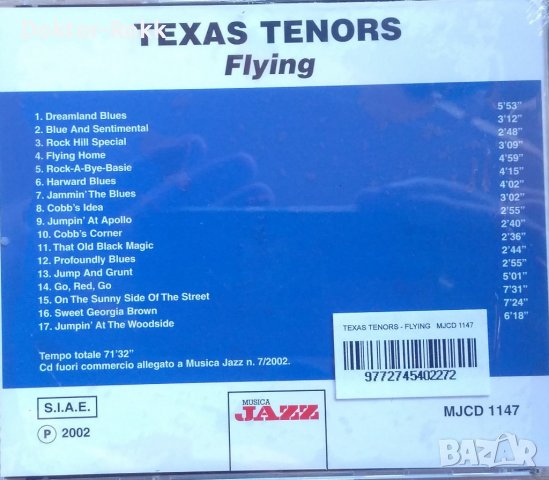 TEXAS TENORS
Flying
1. Dreamland Blues 5'53"
2. Blue And Sentimental 3'12"
3. Rock Hill Special 2'48"
4. Flying Home 3'09"
5. Rock-A-Bye-Basie 4'59"
6. Harward Blues 4'15"
7. Jammin' The Blues 4'02"
8. Cobb's Idea 3'02"
9. Jumpin' At Apollo 2'55"
10. Cobb's Corner 2'40"
11. That Old Black Magic 2'36"
12. Profoundly Blues 2'44"
13. Jump And Grunt 2'55"
14. Go, Red, Go 5'01"
15. On The Sunny Side Of The Street 7'31"
16. Sweet Georgia Brown 7'24"
17. Jumpin' At The Woodside 6'18"
Tempo totale 71'32"
Cd fuori commercio allegato a Musica Jazz n. 7/2002.
TEXAS TENORS - FLYING MJCD 1147
9772745402272
S.I.A.E.
Ⓟ 2002
MUSICA
JAZZ
MJCD 1147
BAZAR